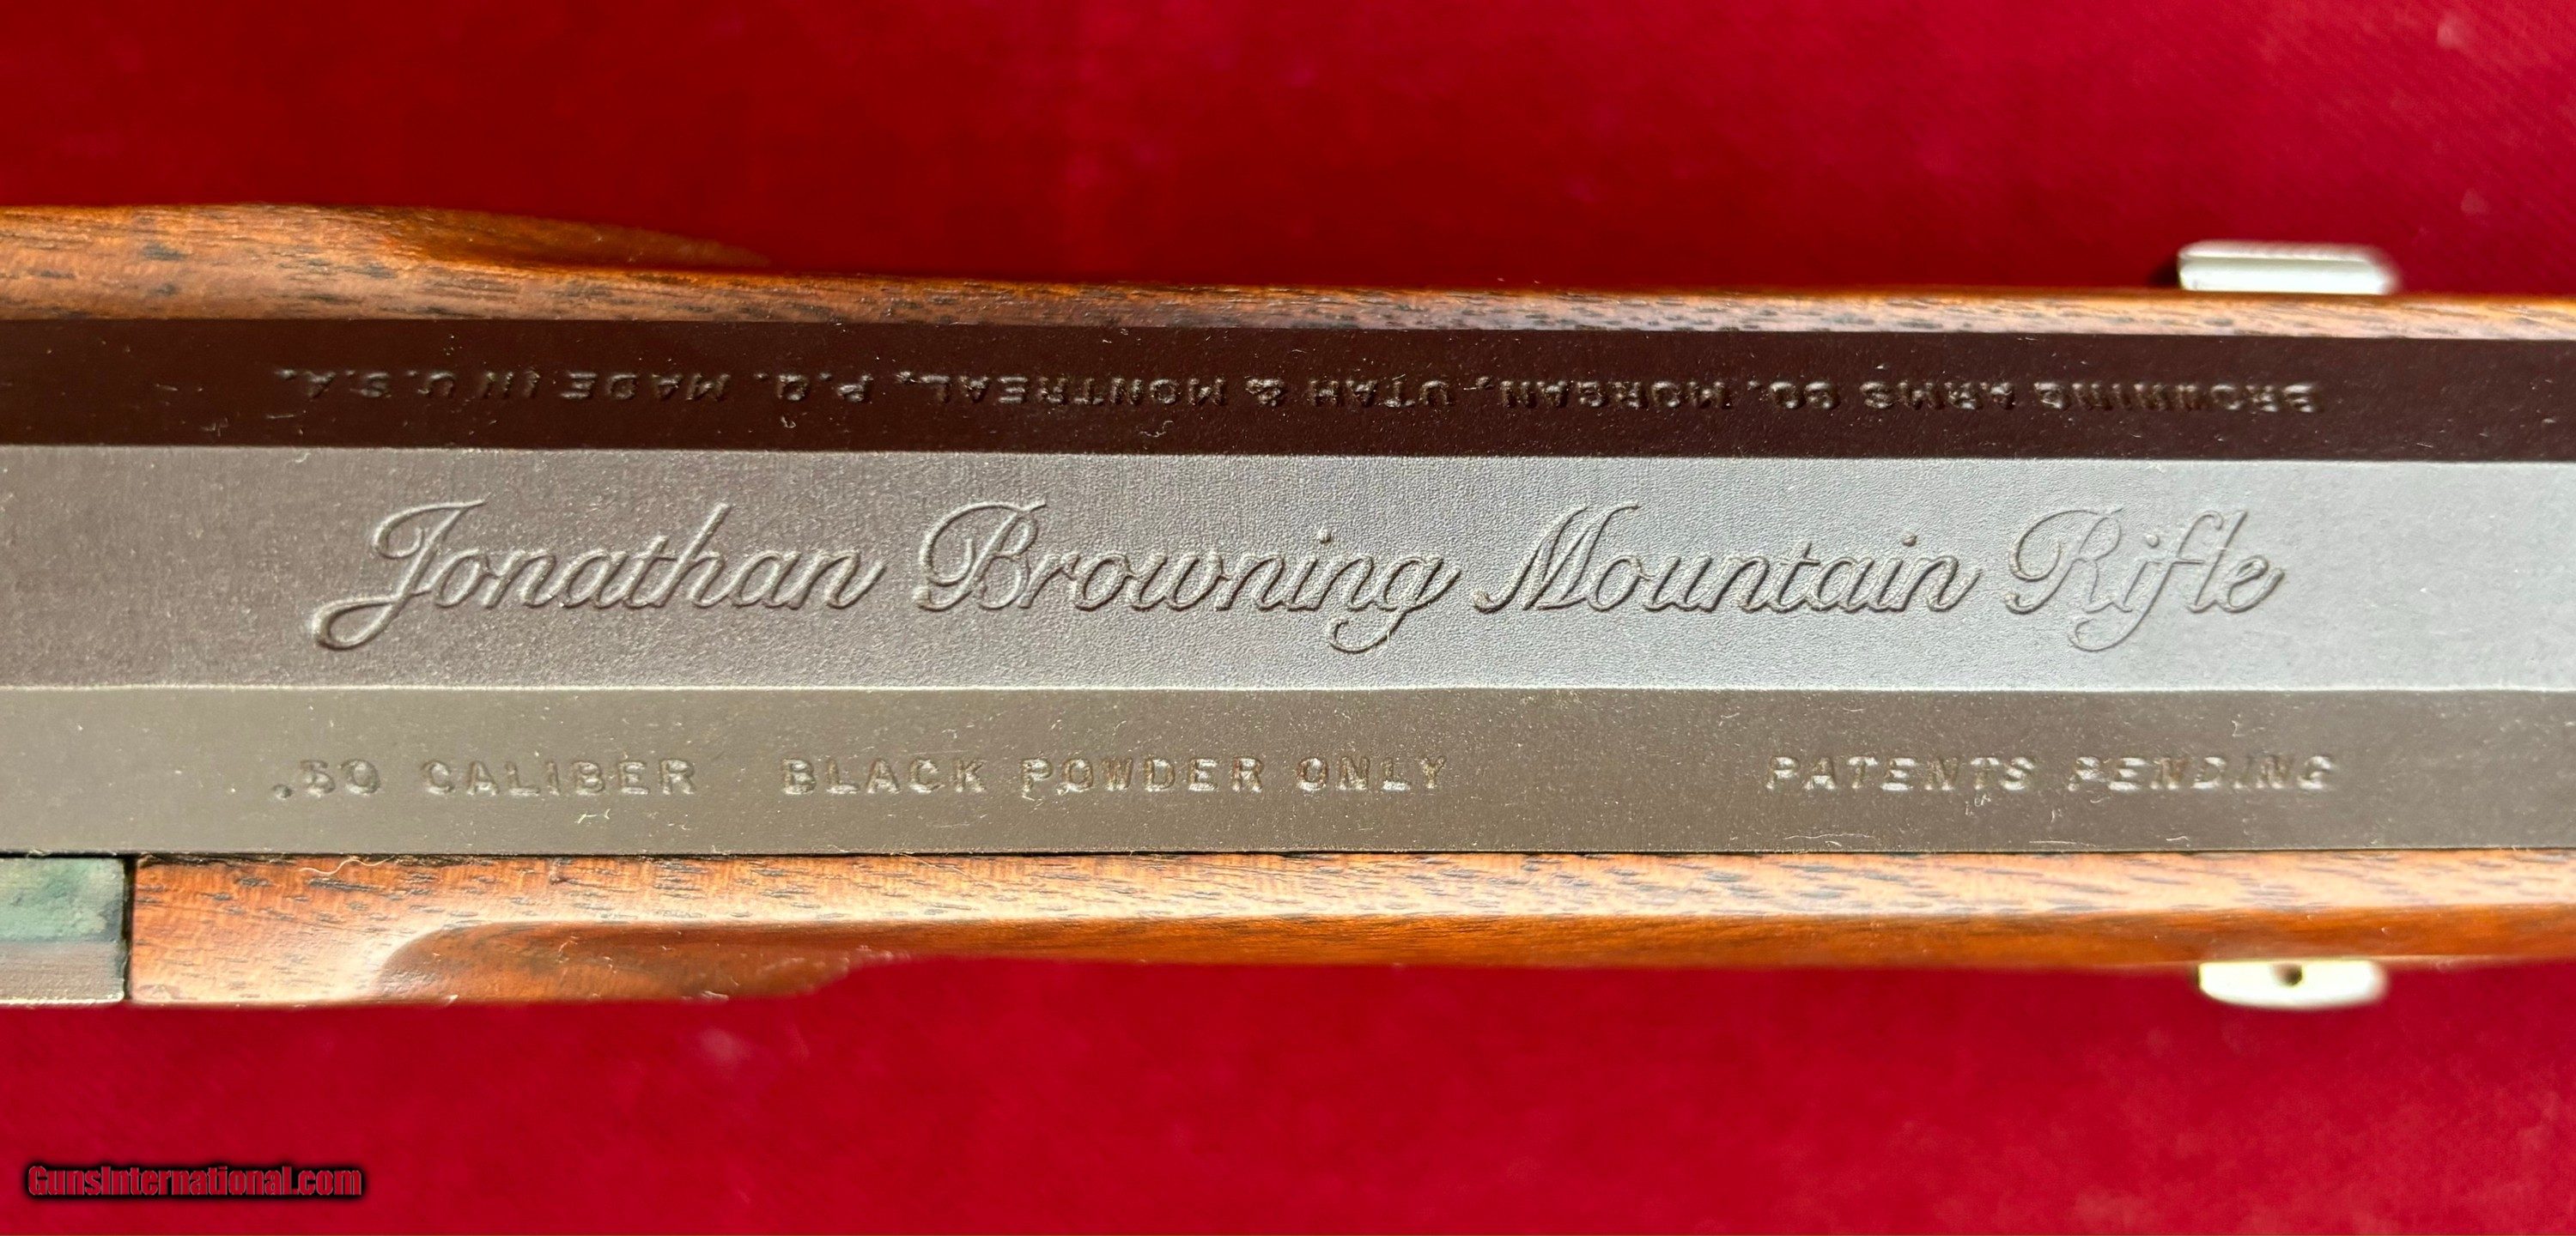 BROWNING ARMS CO. MORGAN, UTAH & MONTREAL, P.Q. MADE IN U.S.A.
Jonathan Browning Mountain Rifle
.50 CALIBER BLACK POWDER ONLY PATENTS PENDING
GunsInternational.com